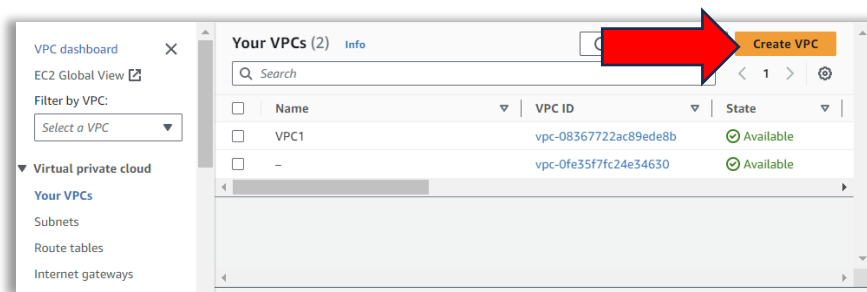 VPC dashboard
EC2 Global View
Filter by VPC:
Select a VPC
Virtual private cloud
Your VPCs
Subnets
Route tables
Internet gateways
Your VPCs (2) Info
Create VPC
Search
1
Name VPC ID State
VPC1 vpc-08367722ac89ede8b Available
– vpc-0fe35f7fc24e34630 Available